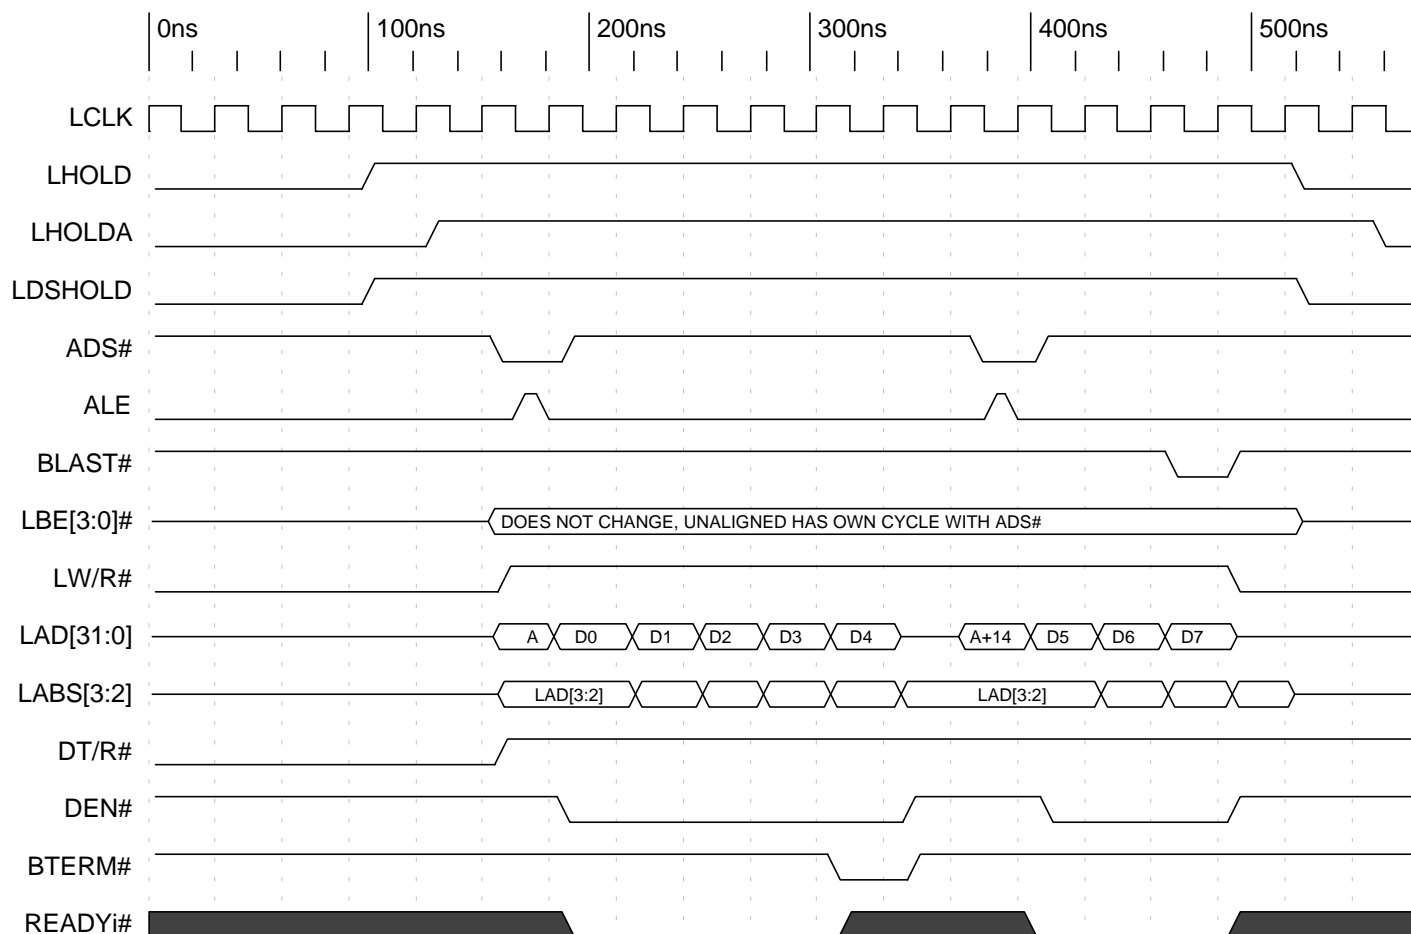 0ns 100ns 200ns 300ns 400ns 500ns
LCLK
LHOLD
LHOLDA
LDSHOLD
ADS#
ALE
BLAST#
LBE[3:0]# DOES NOT CHANGE, UNALIGNED HAS OWN CYCLE WITH ADS#
LW/R#
LAD[31:0] A D0 D1 D2 D3 D4 A+14 D5 D6 D7
LABS[3:2] LAD[3:2] LAD[3:2]
DT/R#
DEN#
BTERM#
READYi#